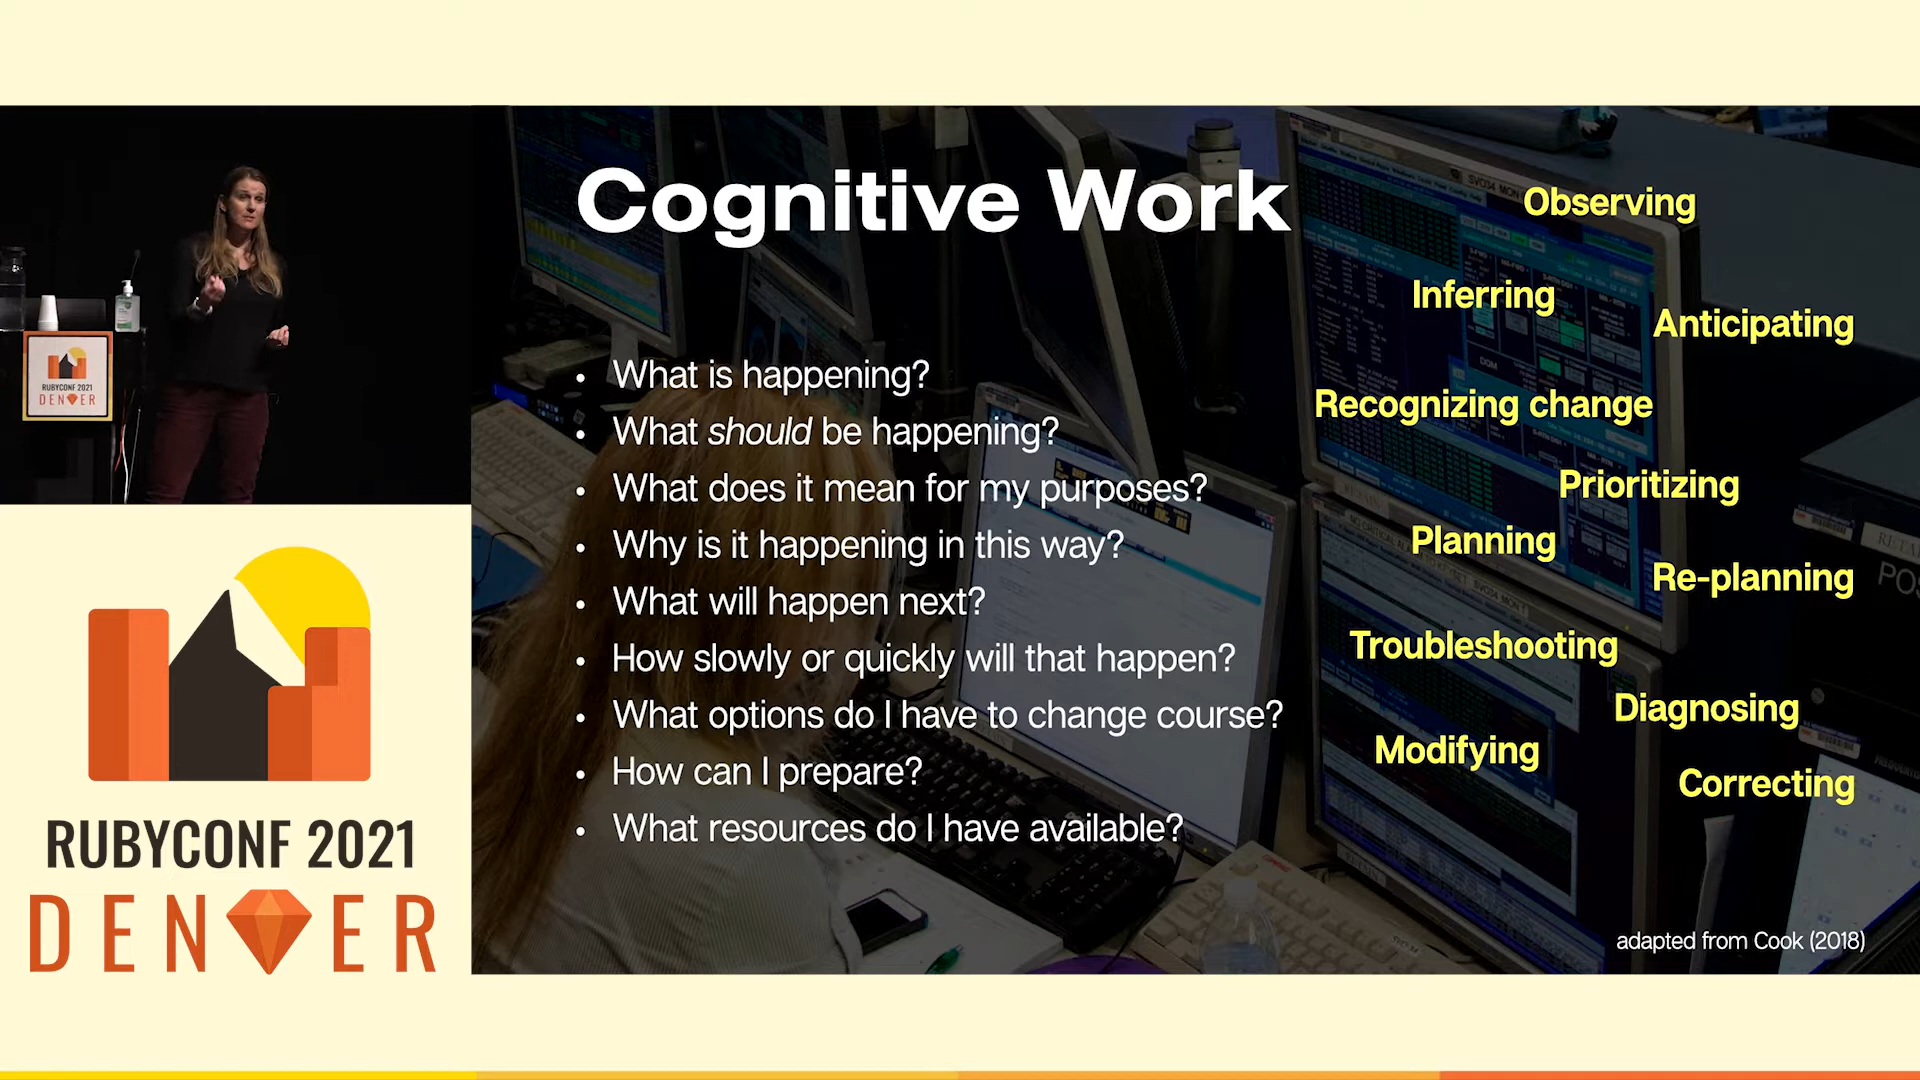 Cognitive Work
• What is happening?
• What should be happening?
• What does it mean for my purposes?
• Why is it happening in this way?
• What will happen next?
• How slowly or quickly will that happen?
• What options do I have to change course?
• How can I prepare?
• What resources do I have available?
Observing
Inferring
Anticipating
Recognizing change
Prioritizing
Planning
Re-planning
Troubleshooting
Diagnosing
Modifying
Correcting
adapted from Cook (2018)
RUBYCONF 2021
DENVER
RUBYCONF 2021
DENVER